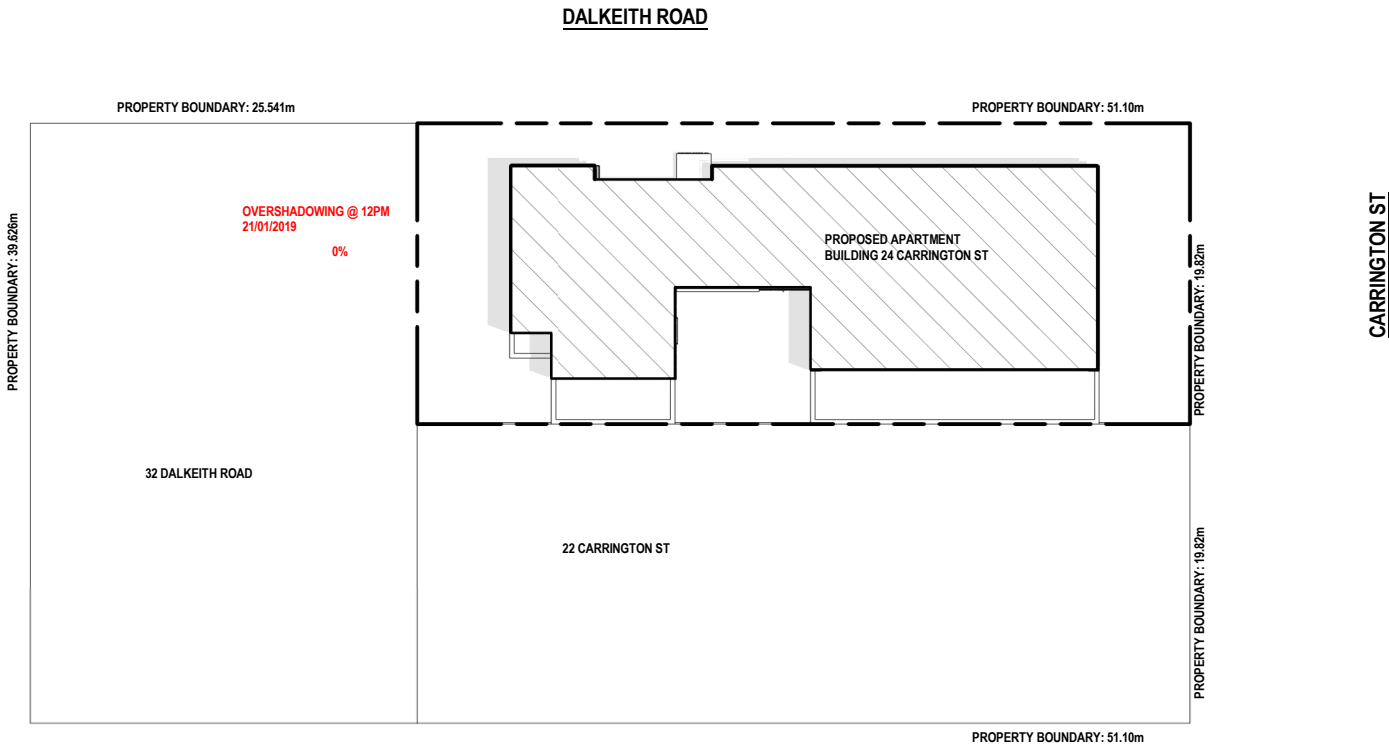 DALKEITH ROAD
PROPERTY BOUNDARY: 25.541m
PROPERTY BOUNDARY: 51.10m
PROPERTY BOUNDARY: 39.626m
OVERSHADOWING @ 12PM
21/01/2019
0%
PROPOSED APARTMENT
BUILDING 24 CARRINGTON ST
PROPERTY BOUNDARY: 19.82m
CARRINGTON ST
32 DALKEITH ROAD
22 CARRINGTON ST
PROPERTY BOUNDARY: 19.82m
PROPERTY BOUNDARY: 51.10m